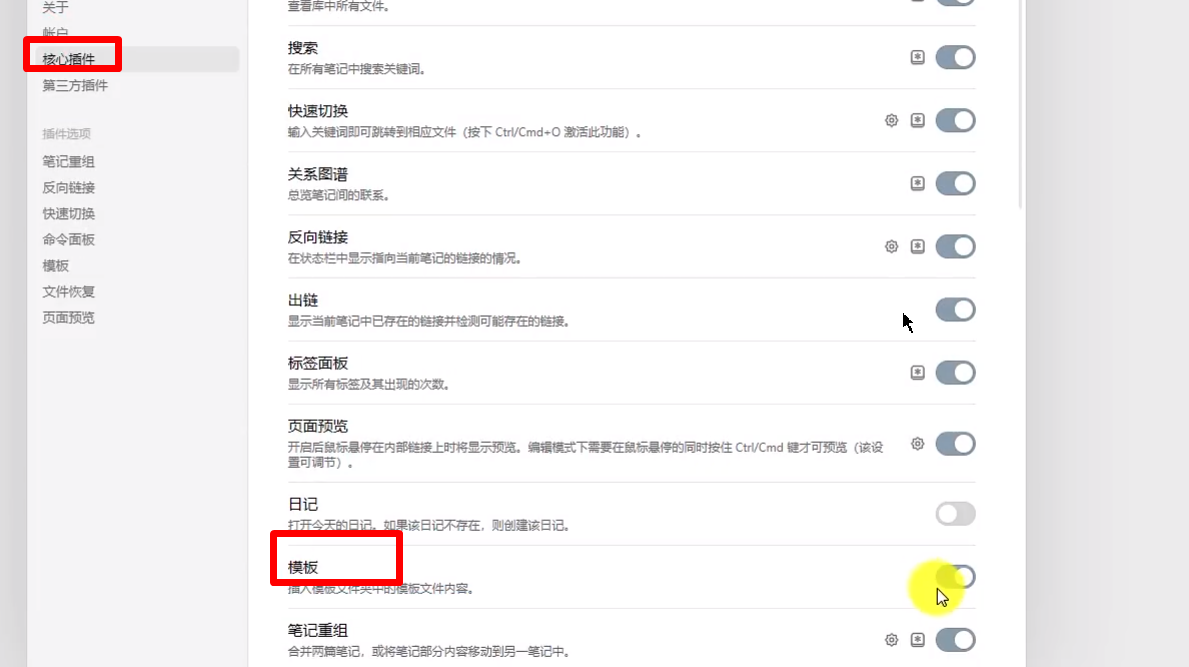 关于
帐户
核心插件
第三方插件
插件选项
笔记重组
反向链接
快速切换
命令面板
模板
文件恢复
页面预览
查看库中所有文件。
搜索
在所有笔记中搜索关键词。
快速切换
输入关键词即可跳转到相应文件（按下 Ctrl/Cmd+O 激活此功能）。
关系图谱
总览笔记间的联系。
反向链接
在状态栏中显示指向当前笔记的链接的情况。
出链
显示当前笔记中已存在的链接并检测可能存在的链接。
标签面板
显示所有标签及其出现的次数。
页面预览
开启后鼠标悬停在内部链接上时将显示预览。编辑模式下需要在鼠标悬停的同时按住 Ctrl/Cmd 键才可预览（该设
置可调节）。
日记
打开今天的日记。如果该日记不存在，则创建该日记。
模板
插入模板文件夹中的模板文件内容。
笔记重组
合并两篇笔记，或将笔记部分内容移动到另一笔记中。